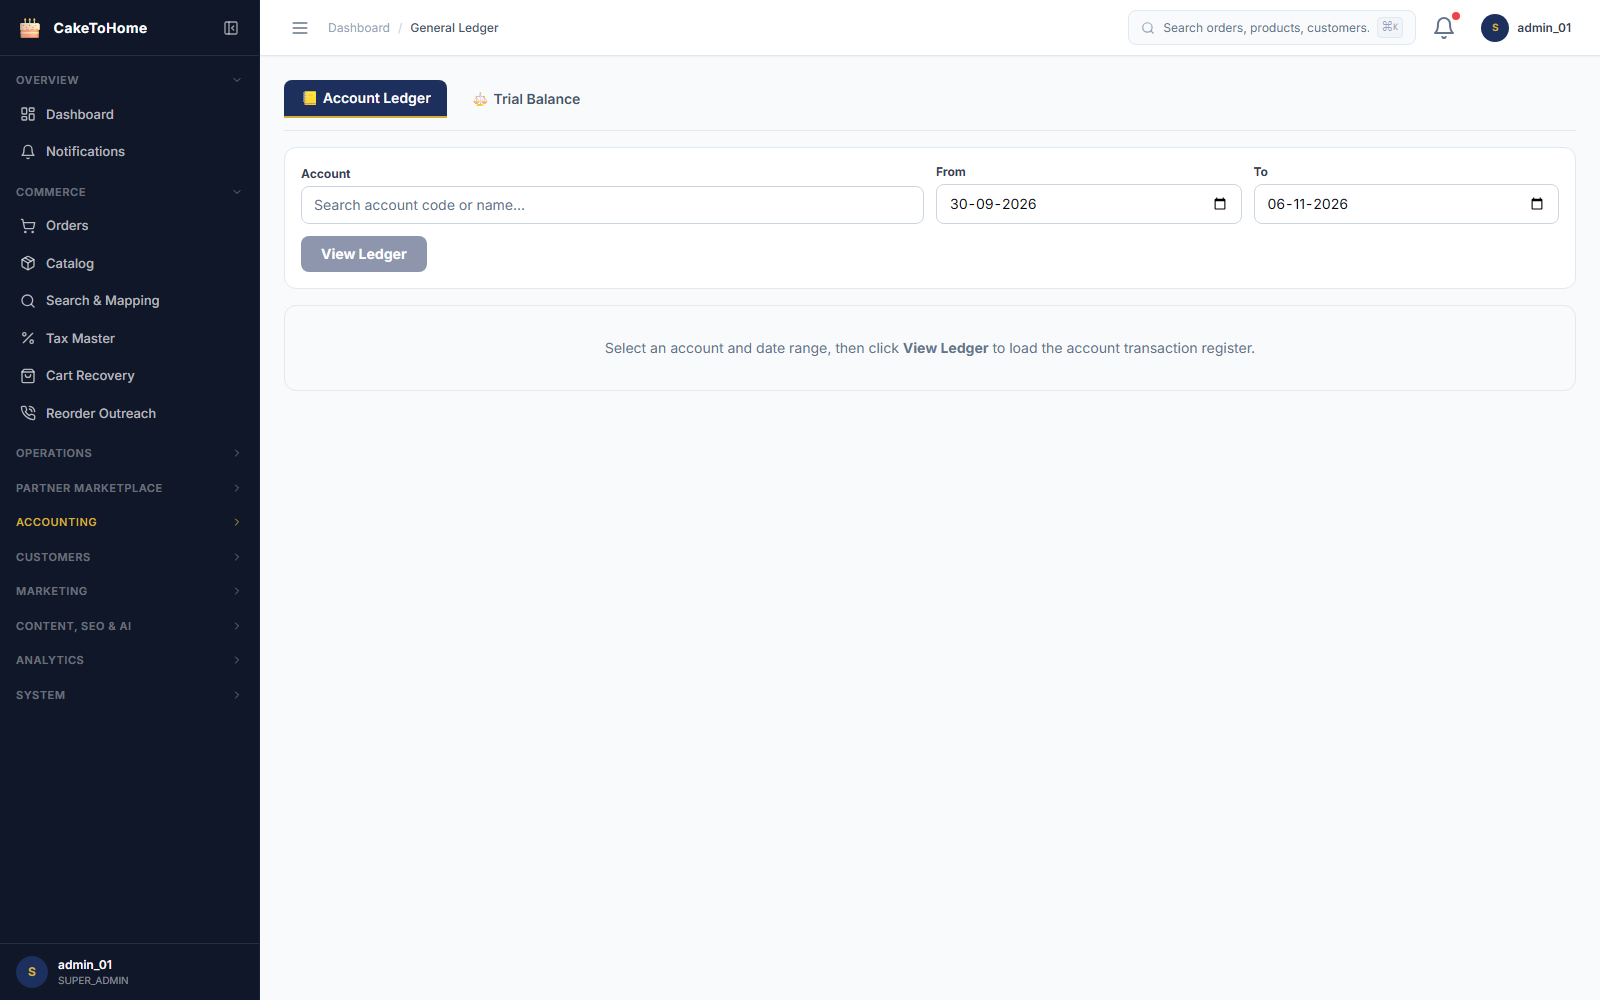 CakeToHome
OVERVIEW
Dashboard
Notifications
COMMERCE
Orders
Catalog
Search & Mapping
Tax Master
Cart Recovery
Reorder Outreach
OPERATIONS
PARTNER MARKETPLACE
ACCOUNTING
CUSTOMERS
MARKETING
CONTENT, SEO & AI
ANALYTICS
SYSTEM
S
admin_01
SUPER_ADMIN
Dashboard / General Ledger
Search orders, products, customers. ⌘K
S
admin_01
Account Ledger
Trial Balance
Account
Search account code or name...
From
30-09-2026
To
06-11-2026
View Ledger
Select an account and date range, then click View Ledger to load the account transaction register.